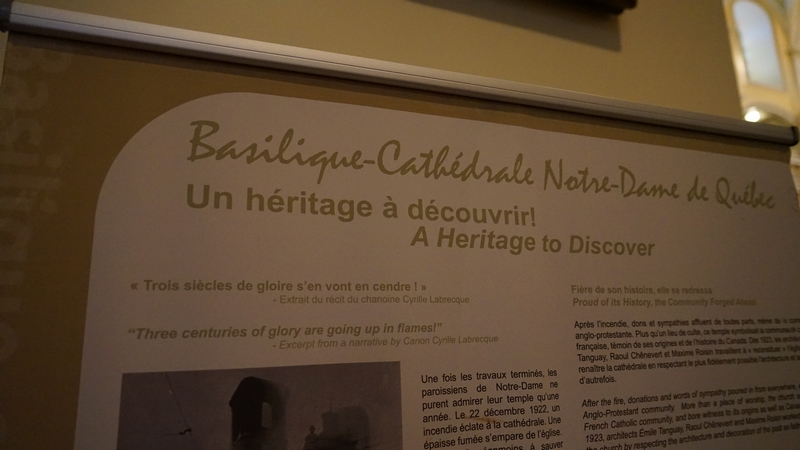 Basilique
Basilique-Cathédrale Notre-Dame de Québec
Un héritage à découvrir!
A Heritage to Discover
« Trois siècles de gloire s'en vont en cendre ! »
- Extrait du récit du chanoine Cyrille Labrecque
"Three centuries of glory are going up in flames!"
- Excerpt from a narrative by Canon Cyrille Labrecque
Une fois les travaux terminés, les
paroissiens de Notre-Dame ne
purent admirer leur temple qu'une
année. Le 22 décembre 1922, un
incendie éclate à la cathédrale. Une
épaisse fumée s'empare de l'église.
néanmoins à sauver
Fière de son histoire, elle se redressa
Proud of its History, the Community Forged Ahead
Après l'incendie, dons et sympathies affluent de toutes parts, même de la
anglo-protestante. Plus qu'un lieu de culte, ce temple symbolisait la
française, témoin de ses origines et de l'histoire du Canada. Dès 1923, les
Tanguay, Raoul Chênevert et Maxime Roisin travaillent à reconstituer
renaître la cathédrale en respectant le plus fidèlement possible l'architecture et
d'autrefois.
After the fire, donations and words of sympathy poured in from everywhere,
Anglo-Protestant community. More than a place of worship, the church
French Catholic community, and bore witness to its origins as well as
1923, architects Émile Tanguay, Raoul Chênevert and Maxime Roisin
the church by respecting the architecture and decoration of the past as